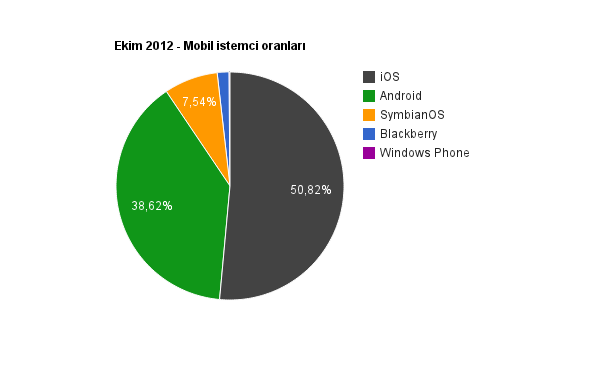 Ekim 2012 - Mobil istemci oranları
iOS
Android
SymbianOS
Blackberry
Windows Phone
7,54%
50,82%
38,62%